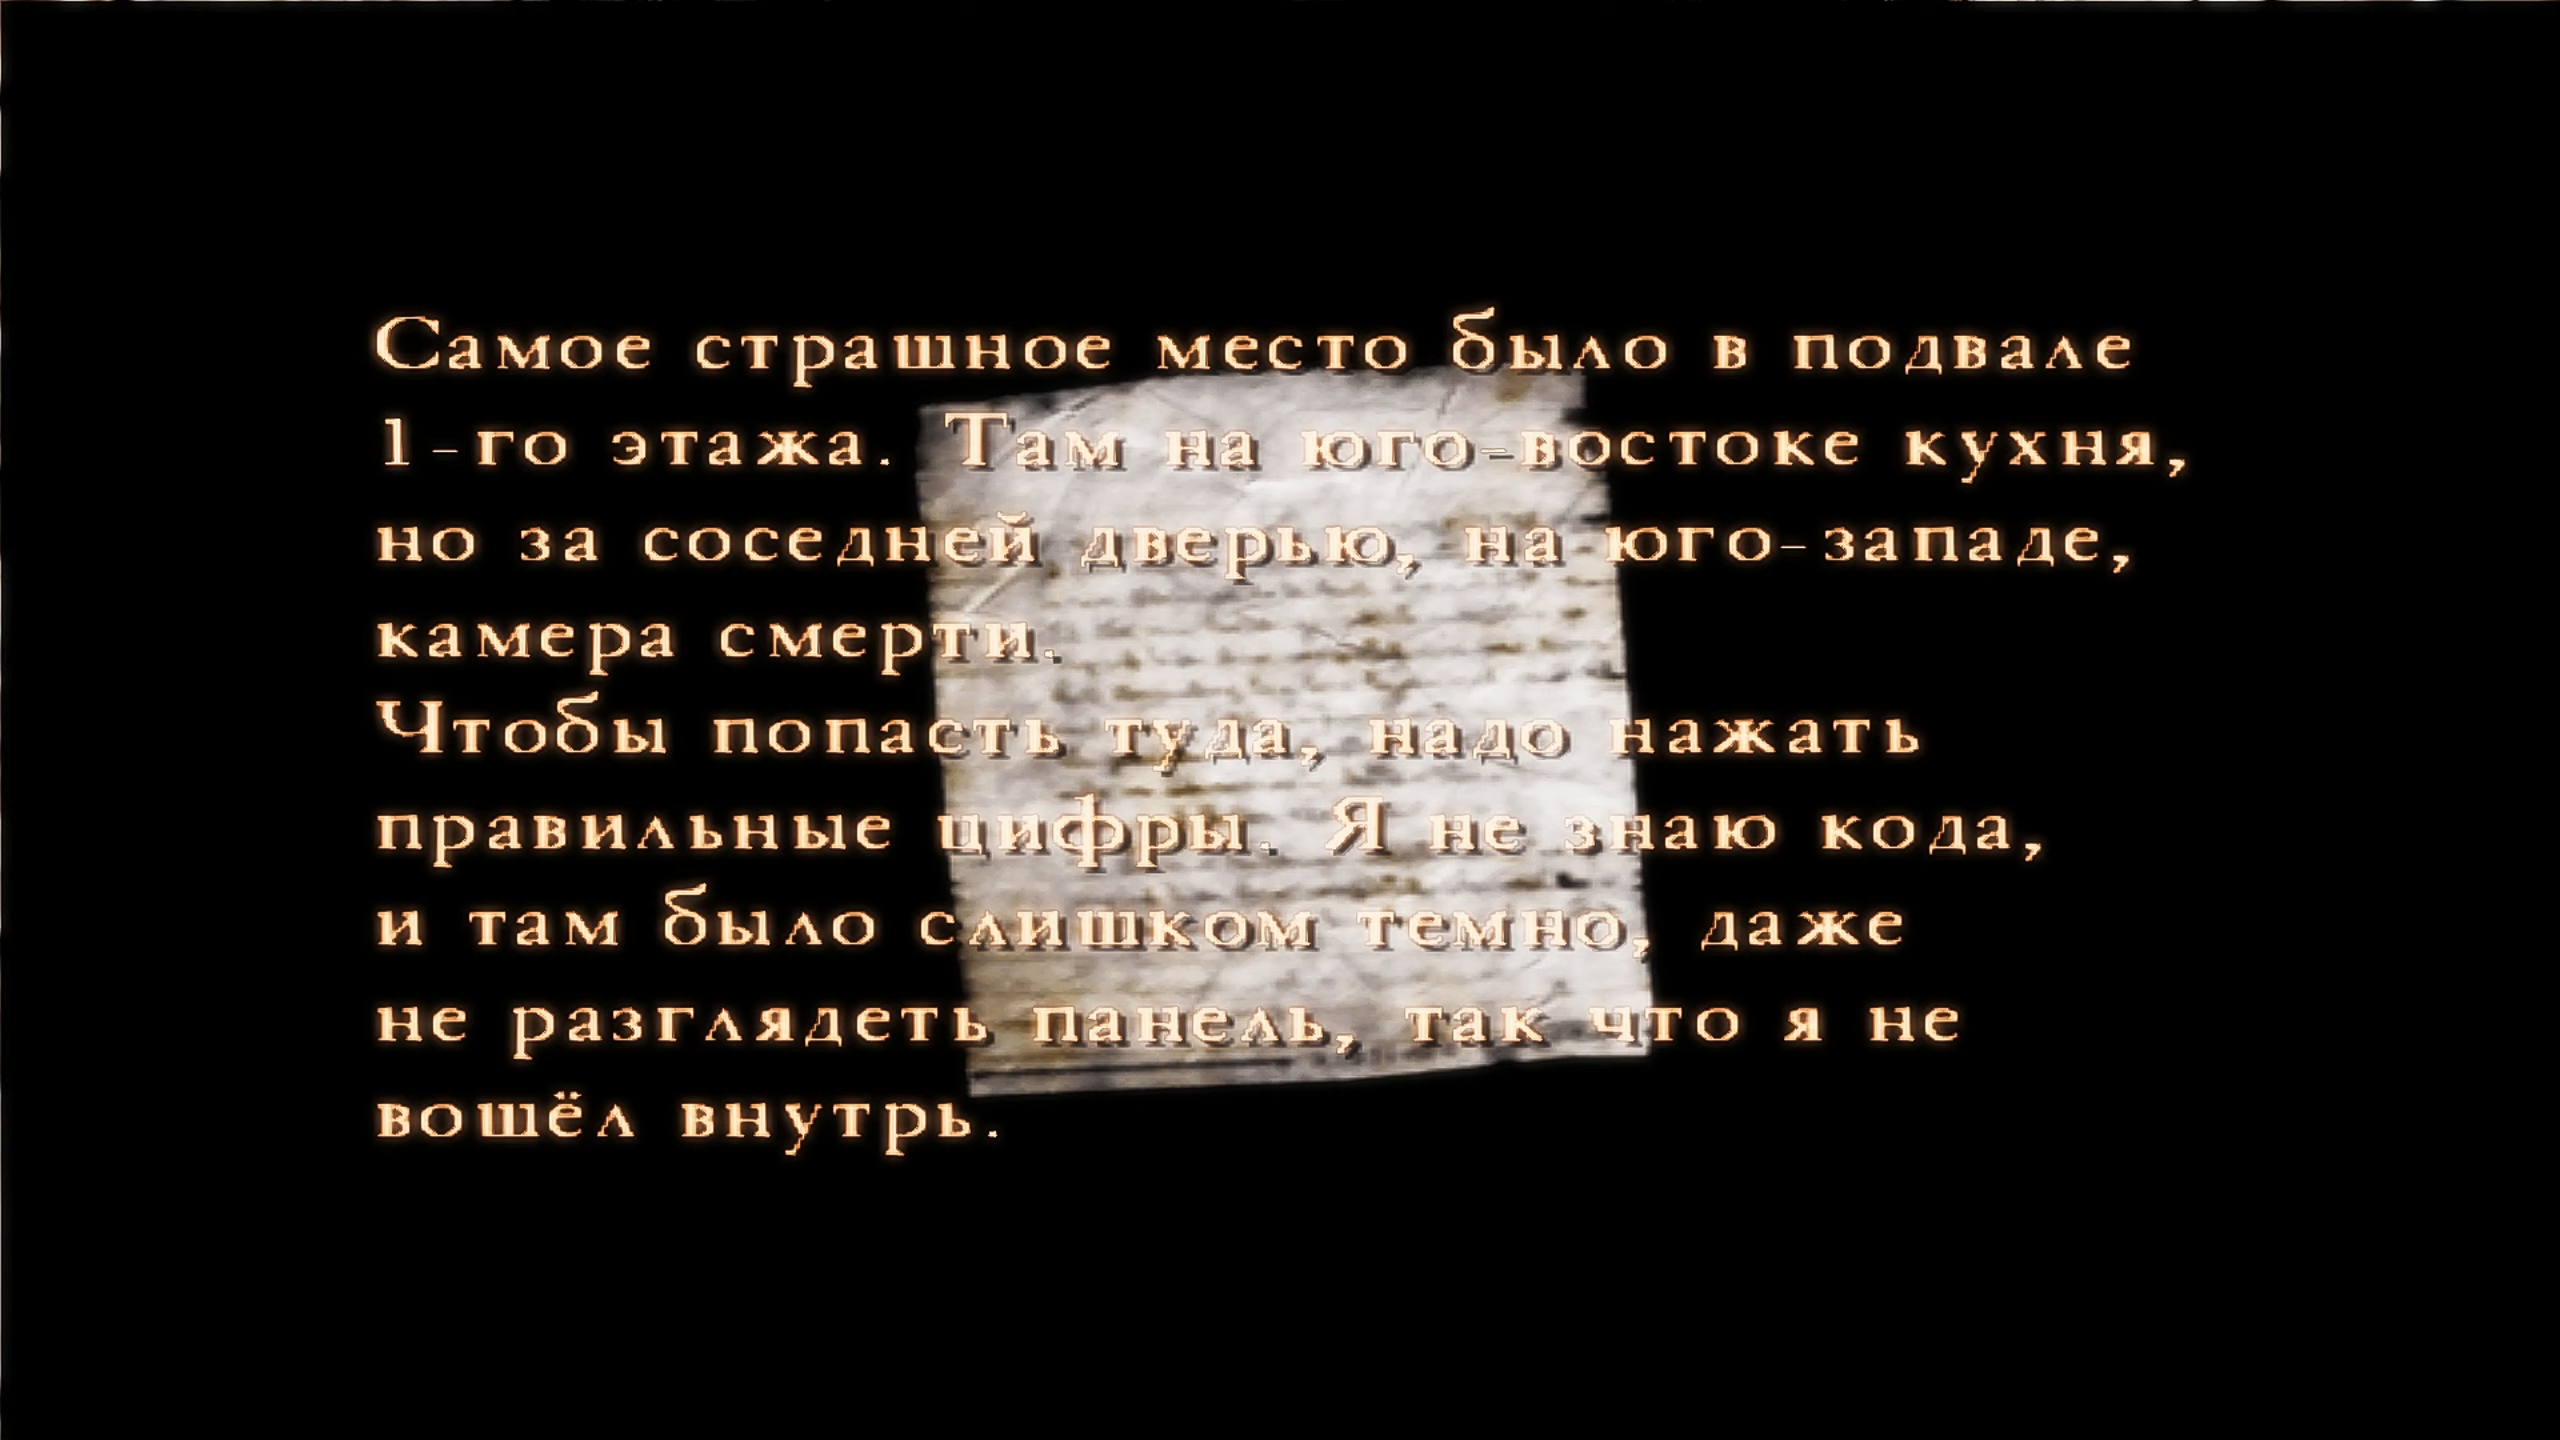 Самое страшное место было в подвале
1-го этажа. Там на юго-востоке кухня,
но за соседней дверью, на юго-западе,
камера смерти.
Чтобы попасть туда, надо нажать
правильные цифры. Я не знаю кода,
и там было слишком темно, даже
не разглядеть панель, так что я не
вошёл внутрь.